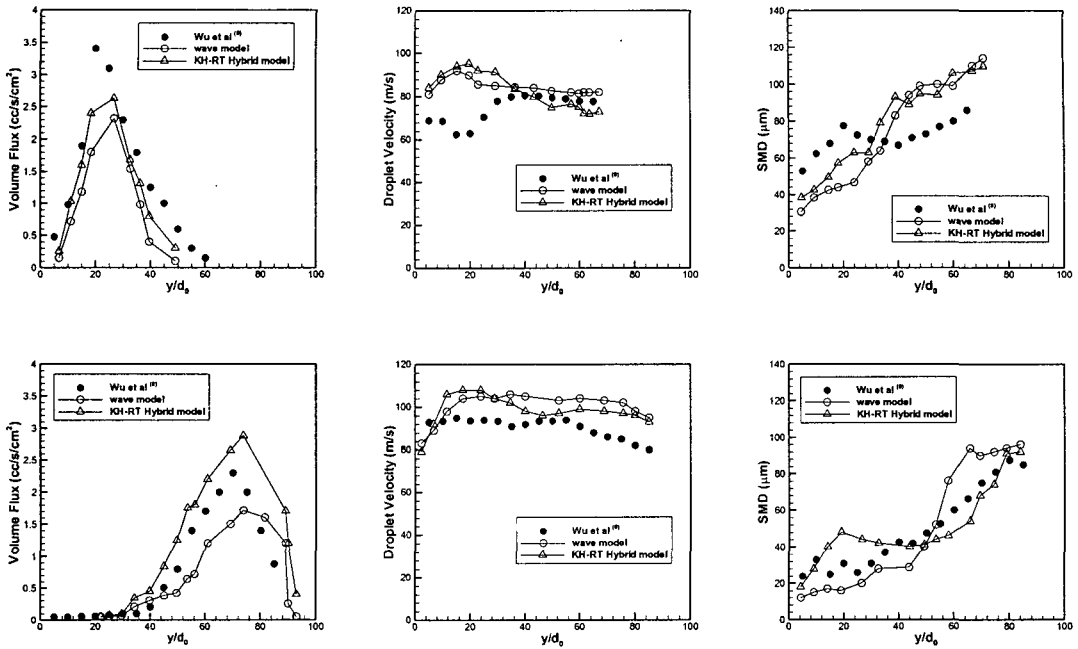 Volume Flux (cc/s/cm²)
4
3.5
3
2.5
2
1.5
1
0.5
0
0 20 40 60 80 100
y/d₀
Wu et al (9)
wave model
KH-RT Hybrid model
Droplet Velocity (m/s)
120
100
80
60
40
20
0
0 20 40 60 80 100
y/d₀
Wu et al (9)
wave model
KH-RT Hybrid model
SMD (μm)
140
120
100
80
60
40
20
0
0 20 40 60 80 100
y/d₀
Wu et al (9)
wave model
KH-RT Hybrid model
Volume Flux (cc/s/cm²)
4
3.5
3
2.5
2
1.5
1
0.5
0
0 20 40 60 80 100
y/d₀
Wu et al (9)
wave model
KH-RT Hybrid model
Droplet Velocity (m/s)
120
100
80
60
40
20
0
0 20 40 60 80 100
y/d₀
Wu et al (9)
wave model
KH-RT Hybrid model
SMD (μm)
140
120
100
80
60
40
20
0
0 20 40 60 80 100
y/d₀
Wu et al (9)
wave model
KH-RT Hybrid model